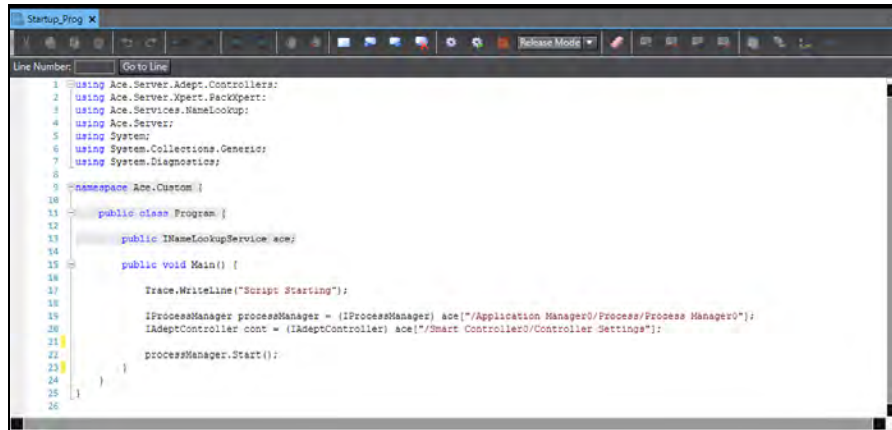 Startup_Prog ×
Release Mode
Line Number: Go to Line
1 using Ace.Server.Adept.Controllers;
2 using Ace.Server.Xpert.PackXpert;
3 using Ace.Services.NameLookup;
4 using Ace.Server;
5 using System;
6 using System.Collections.Generic;
7 using System.Diagnostics;
8
9 namespace Ace.Custom {
10
11 public class Program {
12
13 public INameLookupService ace;
14
15 public void Main() {
16
17 Trace.WriteLine("Script Starting");
18
19 IProcessManager processManager = (IProcessManager) ace["/Application Manager0/Process/Process Manager0"];
20 IAdeptController cont = (IAdeptController) ace["/Smart Controller0/Controller Settings"];
21
22 processManager.Start();
23 }
24 }
25 }
26